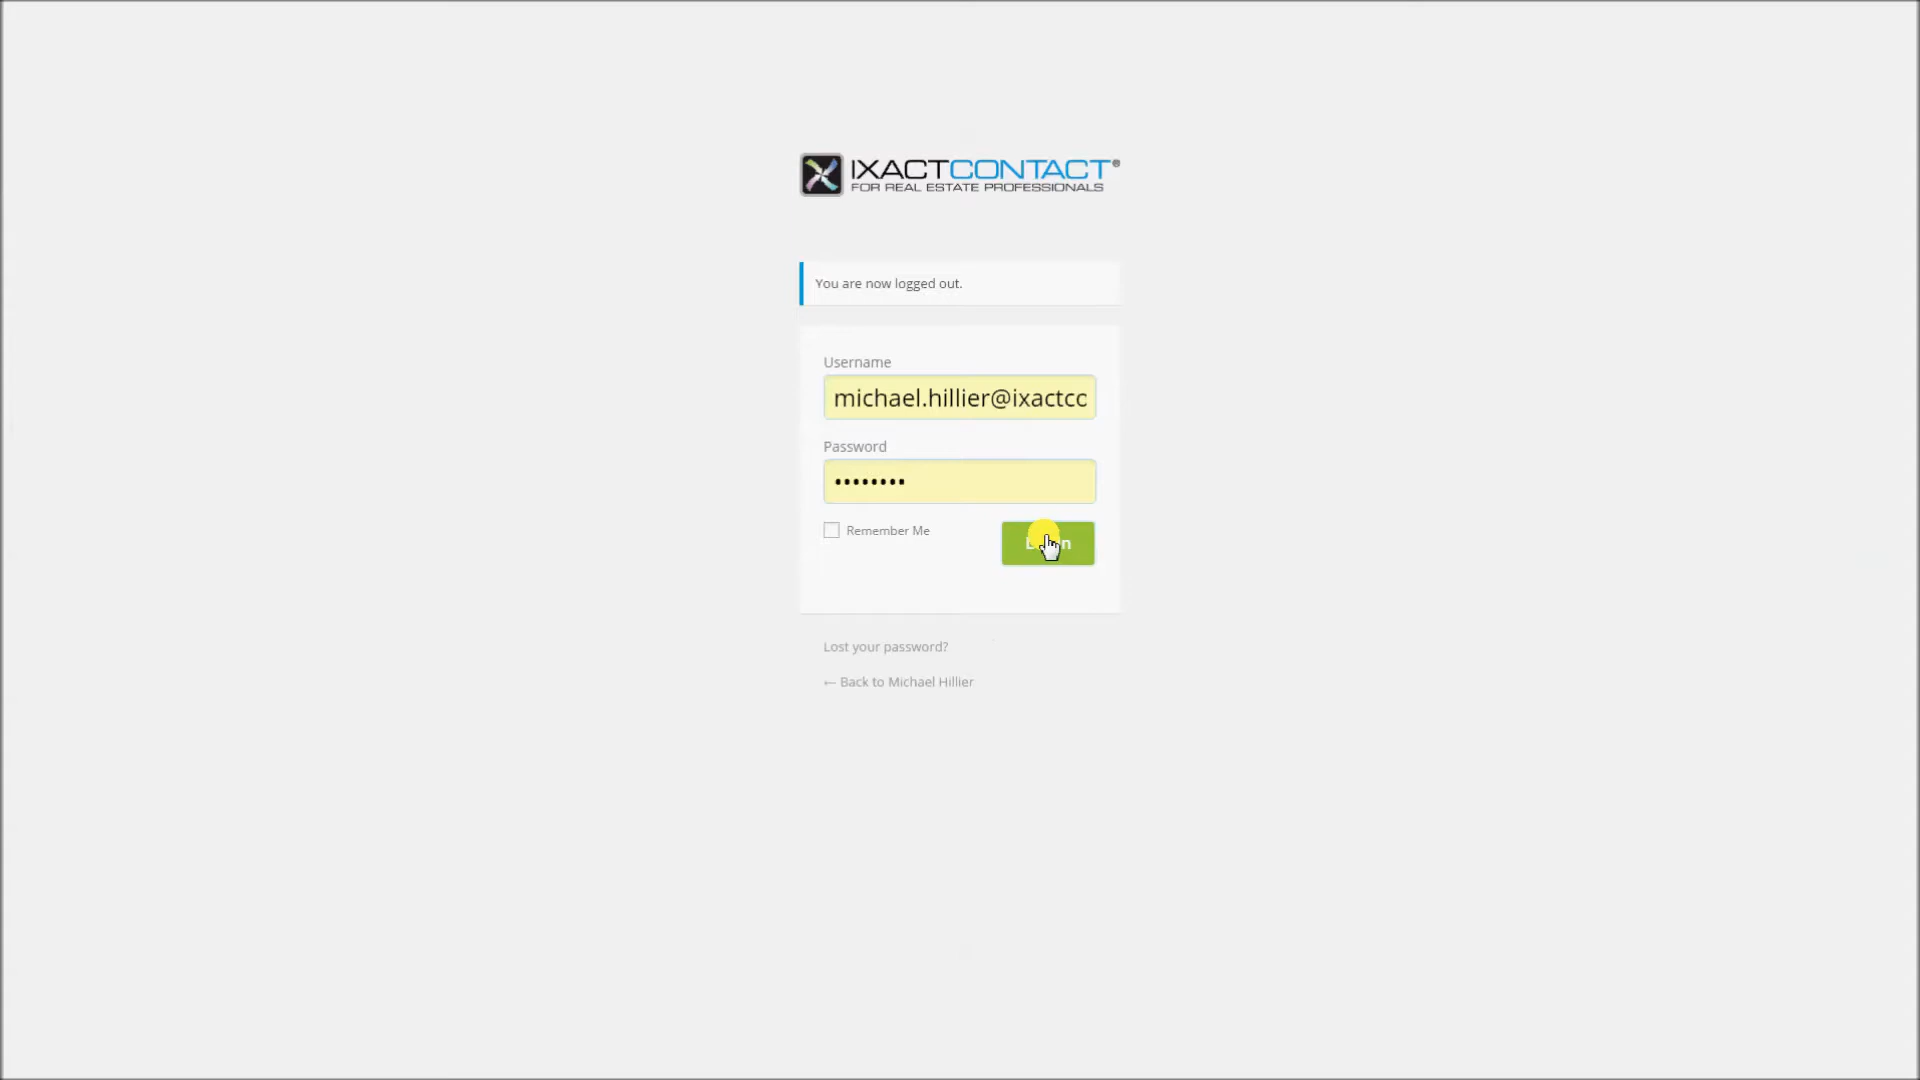 IXACTCONTACT®
FOR REAL ESTATE PROFESSIONALS
You are now logged out.
Username
michael.hillier@ixactcc
Password
Remember Me
Lost your password?
← Back to Michael Hillier